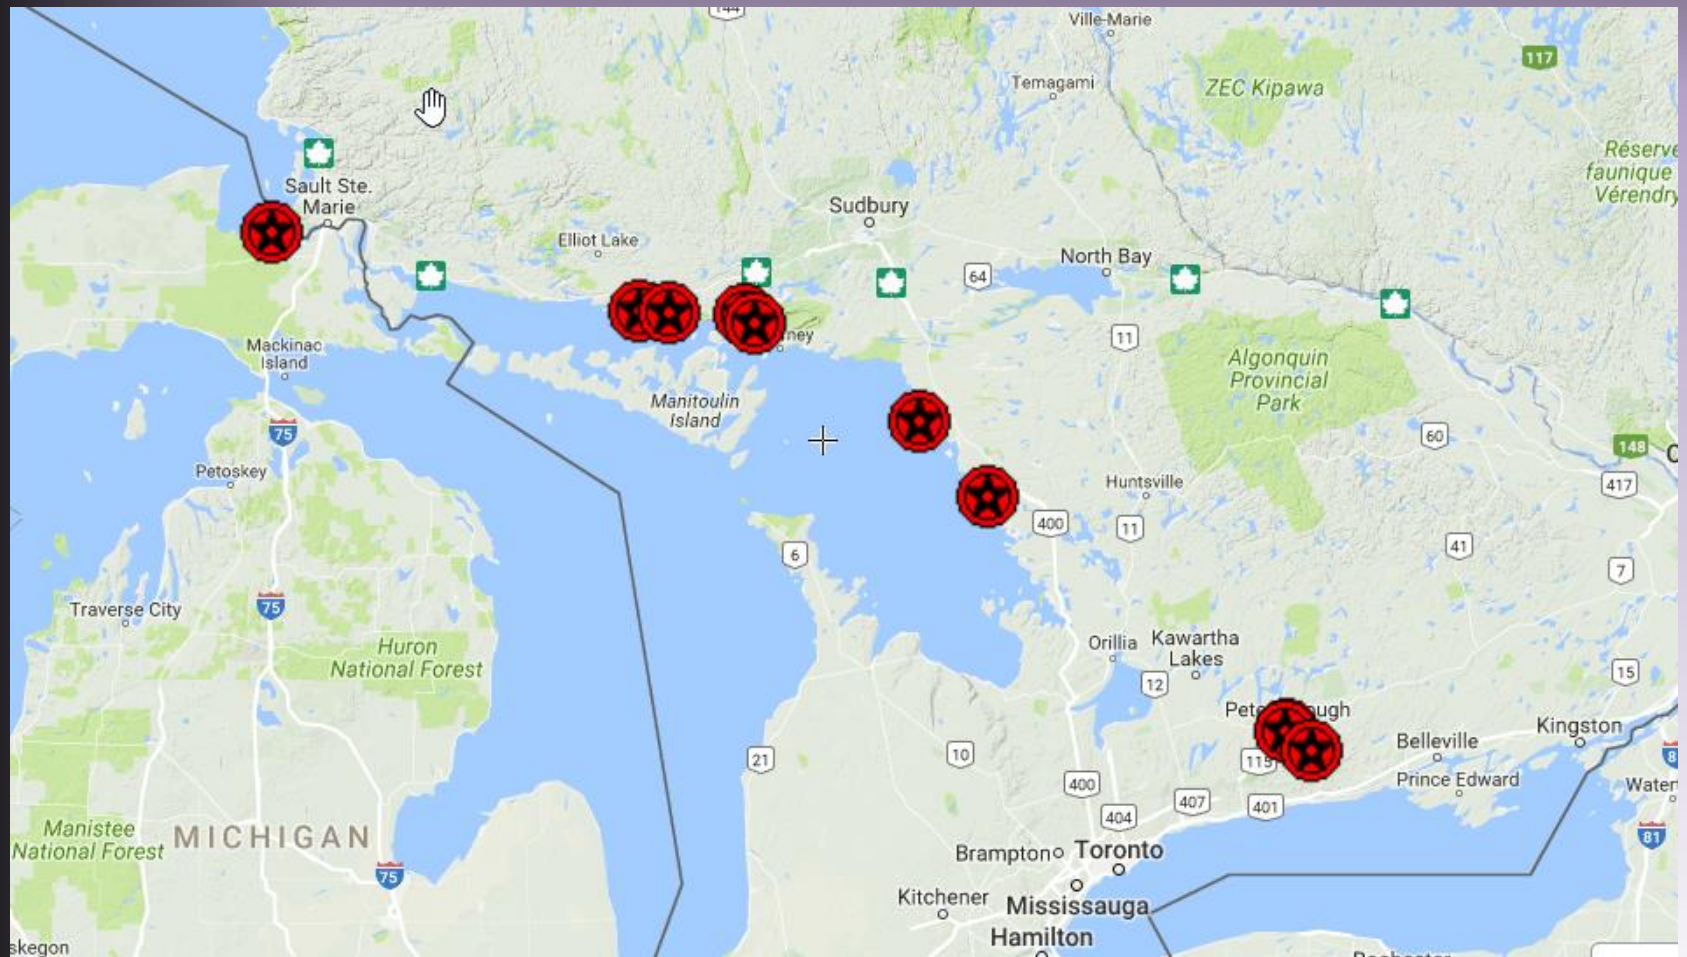 144
Ville-Marie
117
Temagami
ZEC Kipawa
Réserve
faunique
Vérendry
Sault Ste.
Marie
Sudbury
Elliot Lake
North Bay
64
11
Mackinac
Island
Algonquin
Provincial
Park
Manitoulin
Island
75
60
148
Petoskey
Huntsville
417
400
11
6
41
7
75
Traverse City
Huron
National Forest
Orillia
Kawartha
Lakes
12
15
Kingston
21
10
115
Belleville
Prince Edward
400
407
401
404
81
Manistee
National Forest
MICHIGAN
75
Brampton
Toronto
Kitchener
Mississauga
Hamilton
skegon